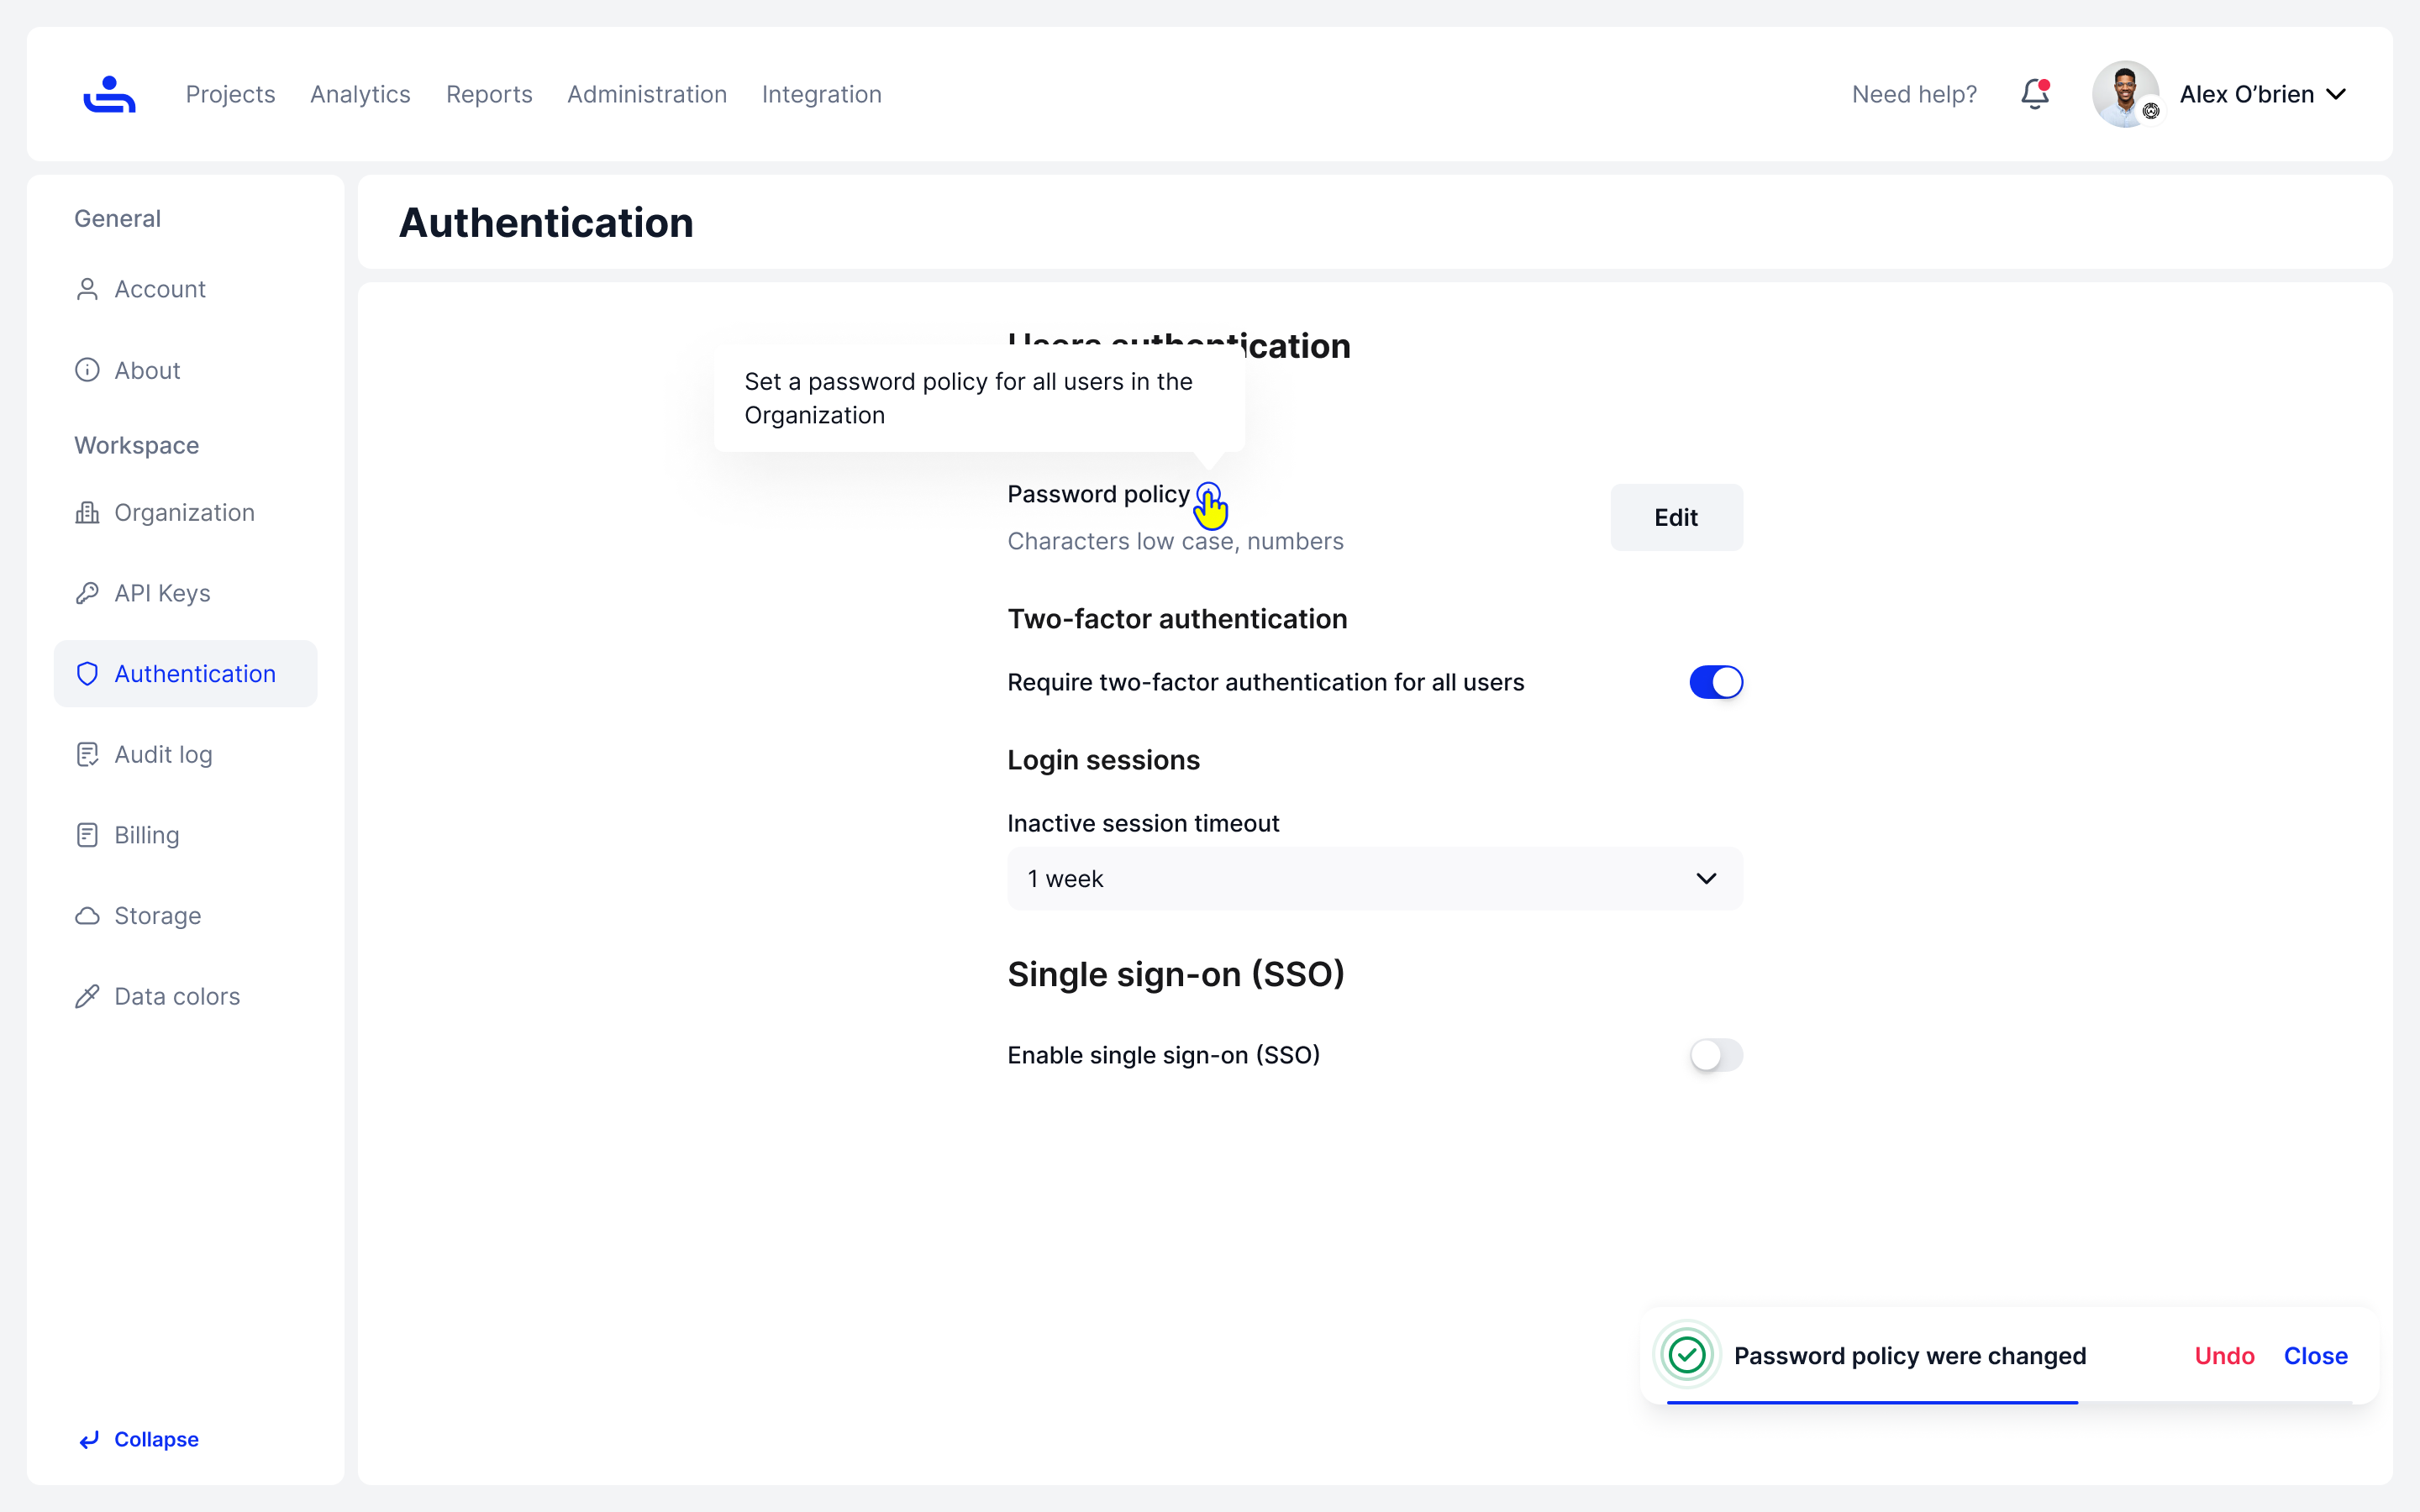 Projects Analytics Reports Administration Integration Need help? Alex O’brien
General
Account
About
Workspace
Organization
API Keys
Authentication
Audit log
Billing
Storage
Data colors
Collapse
Authentication
Users authentication
Set a password policy for all users in the
Organization
Password policy
Characters low case, numbers
Edit
Two-factor authentication
Require two-factor authentication for all users
Login sessions
Inactive session timeout
1 week
Single sign-on (SSO)
Enable single sign-on (SSO)
Password policy were changed Undo Close